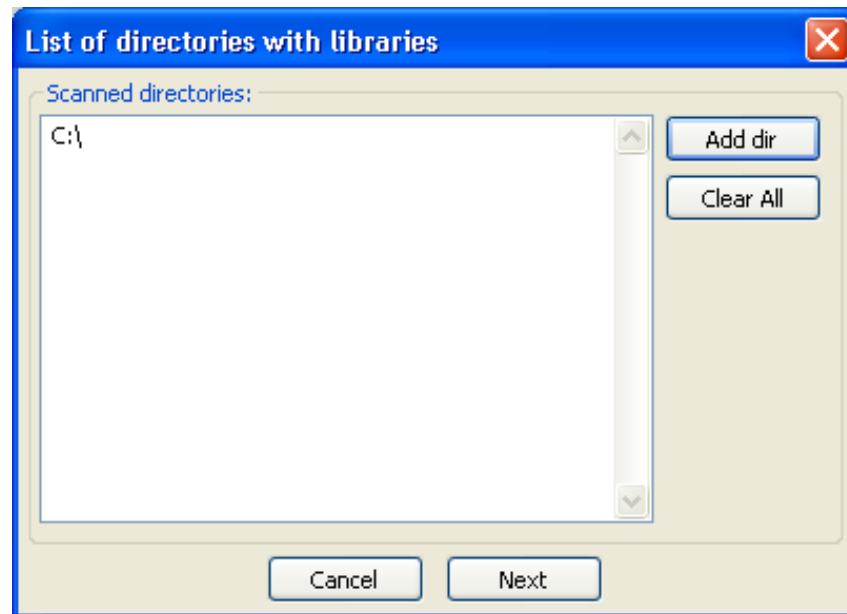 List of directories with libraries
Scanned directories:
C:\
Add dir
Clear All
Cancel
Next